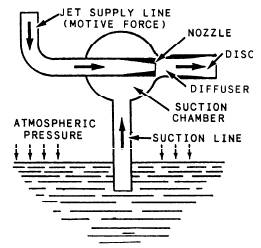 JET SUPPLY LINE
(MOTIVE FORCE)
NOZZLE
DISC
DIFFUSER
SUCTION
CHAMBER
ATMOSPHERIC
PRESSURE
SUCTION LINE